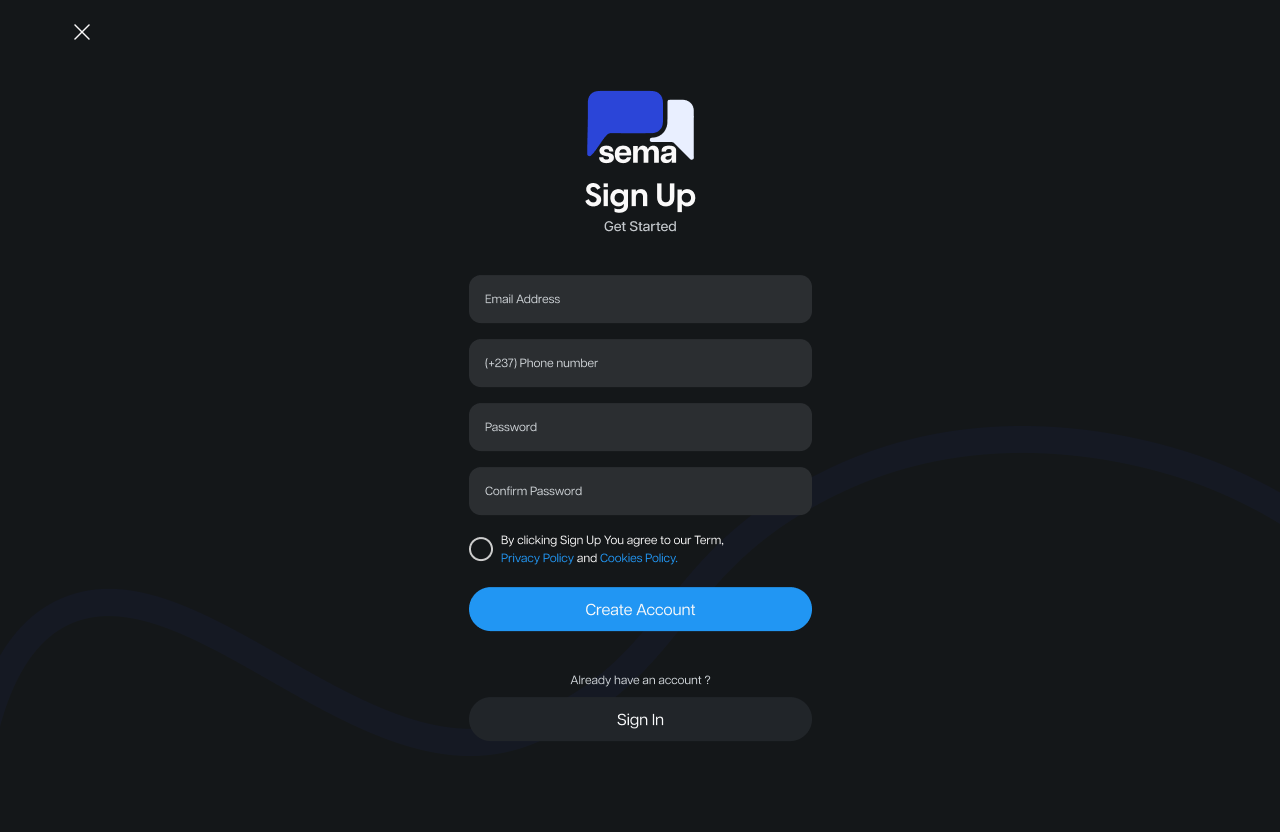 sema
Sign Up
Get Started
Email Address
(+237) Phone number
Password
Confirm Password
By clicking Sign Up You agree to our Term,
Privacy Policy and Cookies Policy.
Create Account
Already have an account ?
Sign In